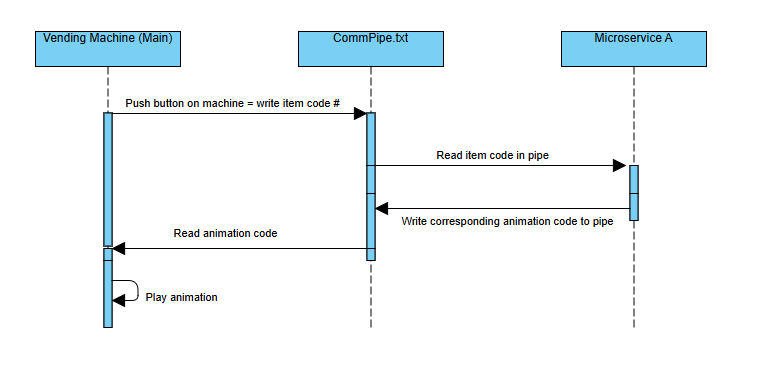 Vending Machine (Main)
CommPipe.txt
Microservice A
Push button on machine = write item code #
Read item code in pipe
Write corresponding animation code to pipe
Read animation code
Play animation